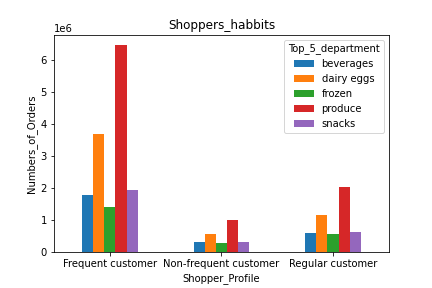 Shoppers_habbits
1e6
Top_5_department
beverages
dairy eggs
frozen
produce
snacks
Numbers_of_Orders
6
5
4
3
2
1
0
Frequent customer Non-frequent customer Regular customer
Shopper_Profile